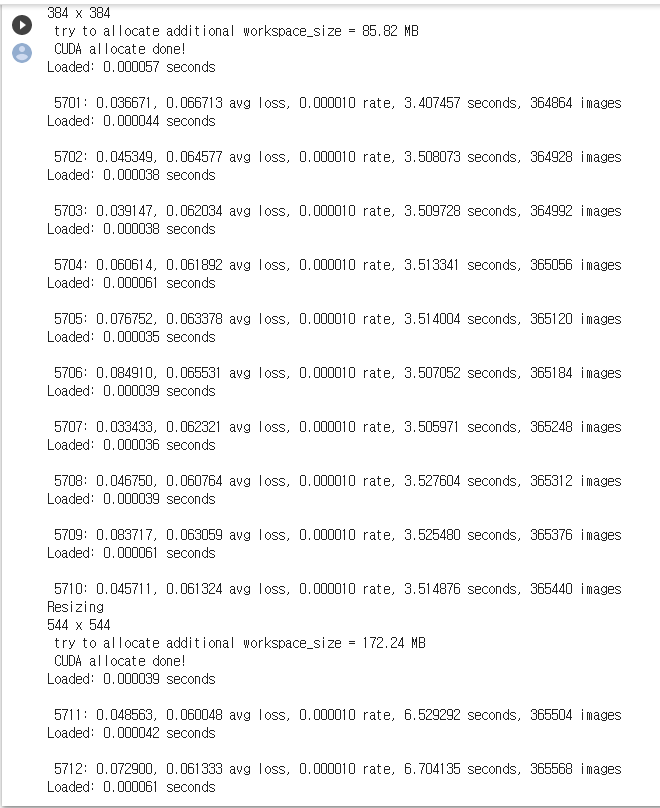 384 x 384
try to allocate additional workspace_size = 85.82 MB
CUDA allocate done!
Loaded: 0.000057 seconds
5701: 0.036671, 0.066713 avg loss, 0.000010 rate, 3.407457 seconds, 364864 images
Loaded: 0.000044 seconds
5702: 0.045349, 0.064577 avg loss, 0.000010 rate, 3.508073 seconds, 364928 images
Loaded: 0.000038 seconds
5703: 0.039147, 0.062034 avg loss, 0.000010 rate, 3.509728 seconds, 364992 images
Loaded: 0.000038 seconds
5704: 0.060614, 0.061892 avg loss, 0.000010 rate, 3.513341 seconds, 365056 images
Loaded: 0.000061 seconds
5705: 0.076752, 0.063378 avg loss, 0.000010 rate, 3.514004 seconds, 365120 images
Loaded: 0.000035 seconds
5706: 0.084910, 0.065531 avg loss, 0.000010 rate, 3.507052 seconds, 365184 images
Loaded: 0.000039 seconds
5707: 0.033433, 0.062321 avg loss, 0.000010 rate, 3.505971 seconds, 365248 images
Loaded: 0.000036 seconds
5708: 0.046750, 0.060764 avg loss, 0.000010 rate, 3.527604 seconds, 365312 images
Loaded: 0.000039 seconds
5709: 0.083717, 0.063059 avg loss, 0.000010 rate, 3.525480 seconds, 365376 images
Loaded: 0.000061 seconds
5710: 0.045711, 0.061324 avg loss, 0.000010 rate, 3.514876 seconds, 365440 images
Resizing
544 x 544
try to allocate additional workspace_size = 172.24 MB
CUDA allocate done!
Loaded: 0.000039 seconds
5711: 0.048563, 0.060048 avg loss, 0.000010 rate, 6.529292 seconds, 365504 images
Loaded: 0.000042 seconds
5712: 0.072900, 0.061333 avg loss, 0.000010 rate, 6.704135 seconds, 365568 images
Loaded: 0.000061 seconds